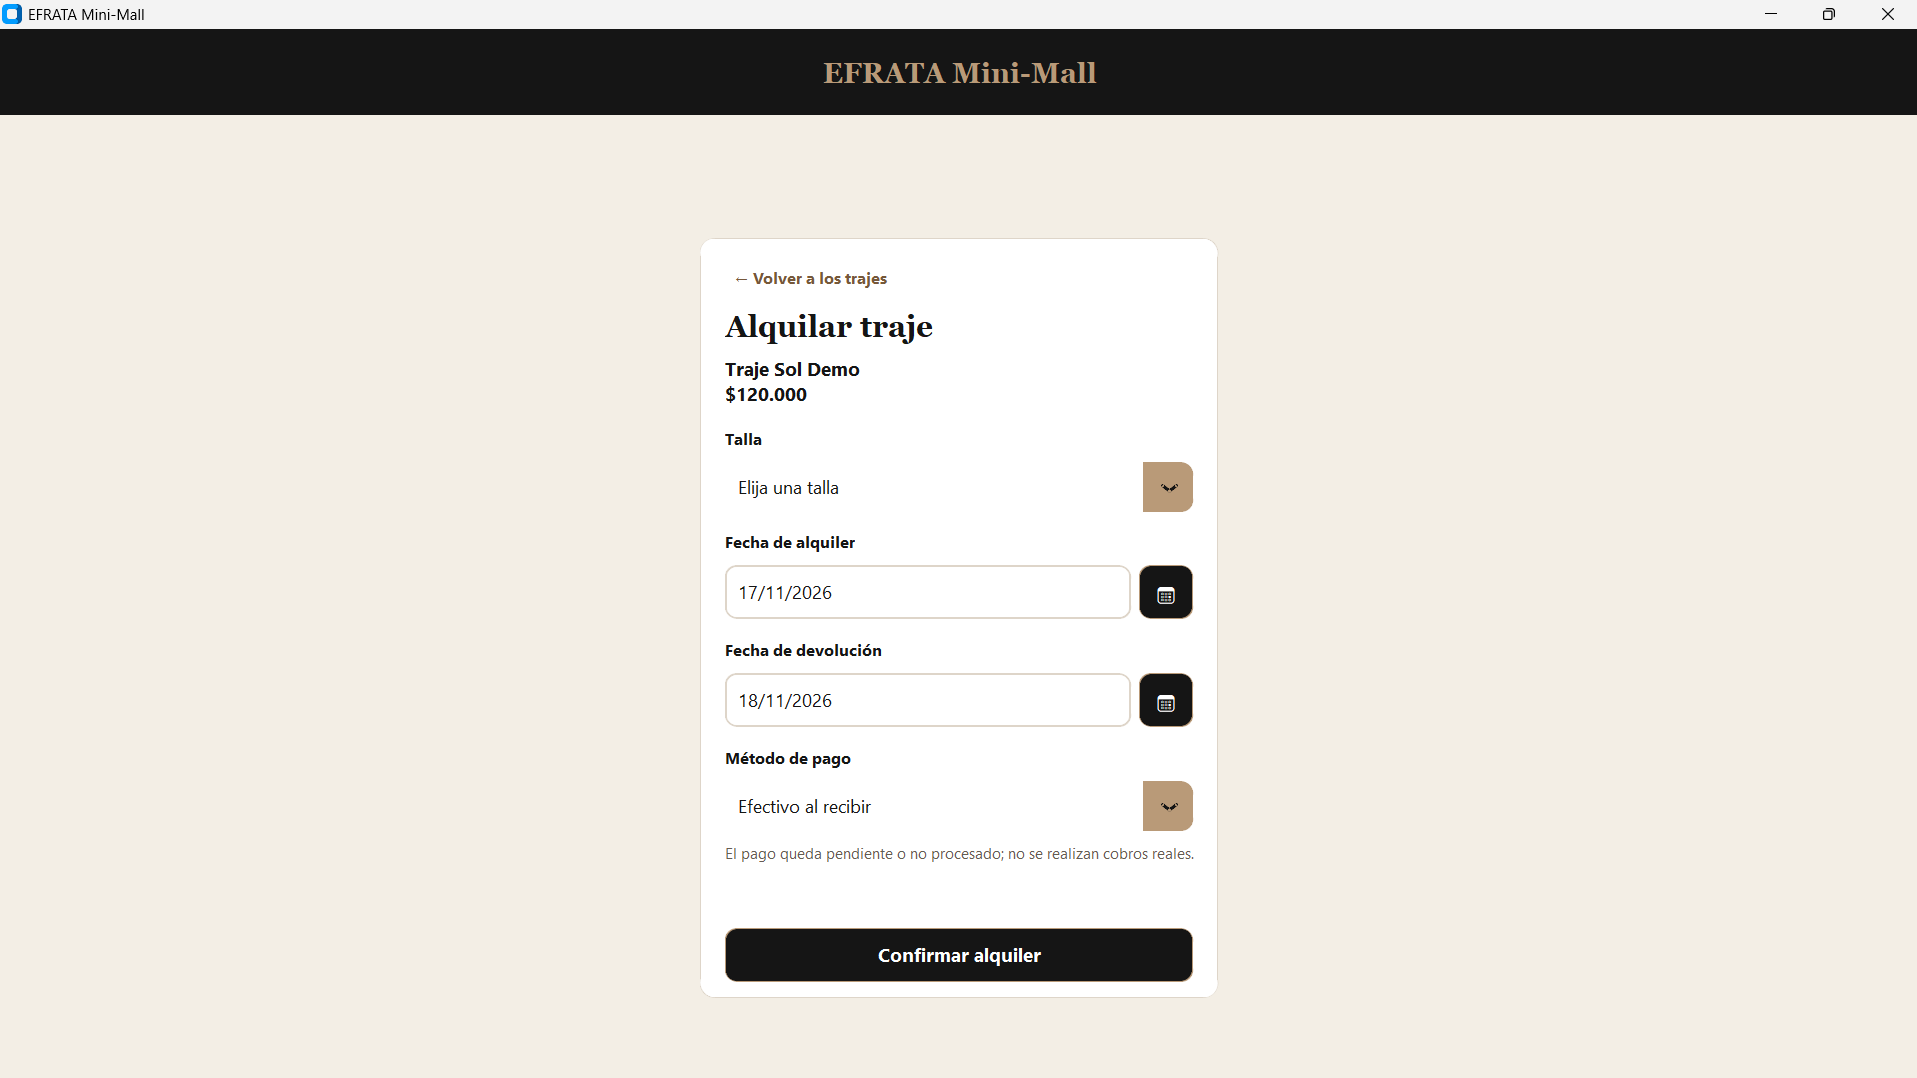 EFRATA Mini-Mall
EFRATA Mini-Mall
← Volver a los trajes
Alquilar traje
Traje Sol Demo
$120.000
Talla
Elija una talla
Fecha de alquiler
17/11/2026
Fecha de devolución
18/11/2026
Método de pago
Efectivo al recibir
El pago queda pendiente o no procesado; no se realizan cobros reales.
Confirmar alquiler